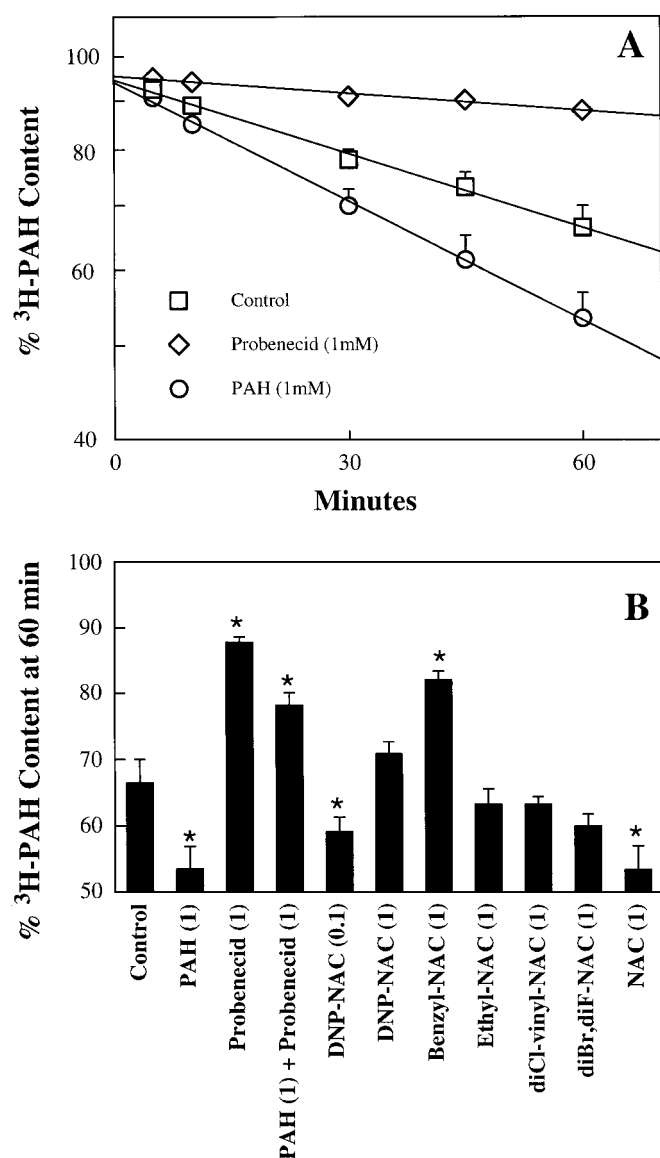 A
% ³H-PAH Content
100
80
60
40
Control
Probenecid (1mM)
PAH (1mM)
0
30
60
Minutes
B
% ³H-PAH Content at 60 min
100
90
80
70
60
50
*
*
*
*
*
*
Control
PAH (1)
Probenecid (1)
PAH (1) + Probenecid (1)
DNP-NAC (0.1)
DNP-NAC (1)
Benzyl-NAC (1)
Ethyl-NAC (1)
diCl-vinyl-NAC (1)
diBr,diF-NAC (1)
NAC (1)